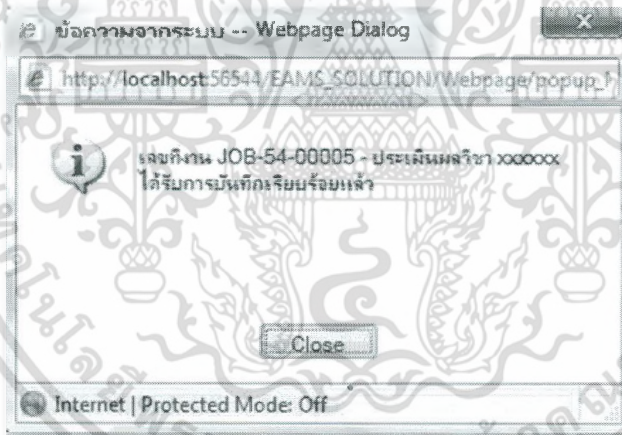 ข้อความจากระบบ -- Webpage Dialog
http://localhost:56544/EAMS_SOLUTION/Webpage/popup_
เลขที่งาน JOB-54-00005 - ประเมินผลวิชา xxxxxx
ได้รับการบันทึกเรียบร้อยแล้ว
Close
Internet | Protected Mode: Off